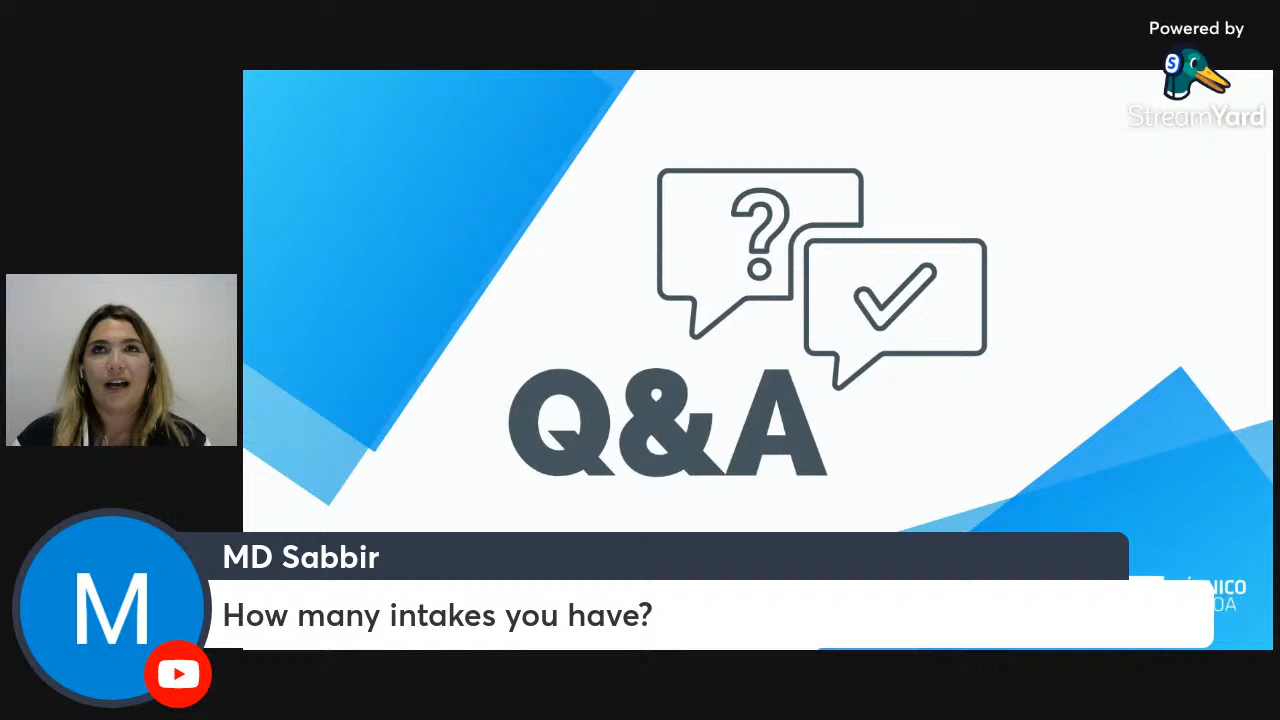 Powered by
StreamYard
?
Q&A
MD Sabbir
How many intakes you have?
M